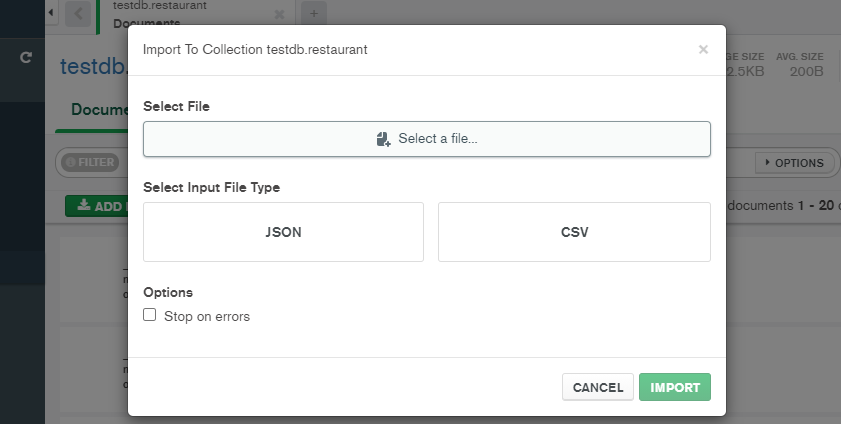 testdb.restaurant
Documents
Import To Collection testdb.restaurant
testdb.
GE SIZE AVG. SIZE
2.5KB 200B
Docume
Select File
Select a file...
FILTER
OPTIONS
Select Input File Type
ADD
documents 1 - 20
JSON CSV
Options
Stop on errors
CANCEL IMPORT